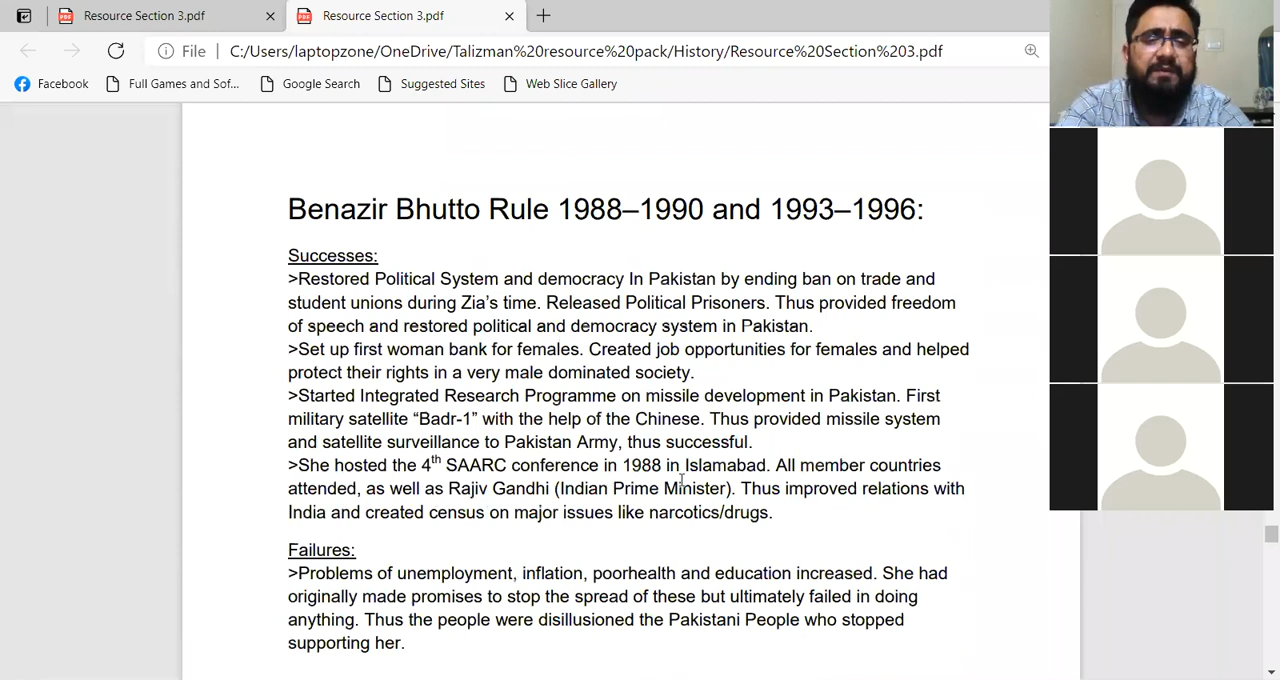 Resource Section 3.pdf
Resource Section 3.pdf
File
C:/Users/laptopzone/OneDrive/Talizman%20resource%20pack/History/Resource%20Section%203.pdf
Facebook
Full Games and Sof...
Google Search
Suggested Sites
Web Slice Gallery
Benazir Bhutto Rule 1988–1990 and 1993–1996:
Successes:
>Restored Political System and democracy In Pakistan by ending ban on trade and
student unions during Zia's time. Released Political Prisoners. Thus provided freedom
of speech and restored political and democracy system in Pakistan.
>Set up first woman bank for females. Created job opportunities for females and helped
protect their rights in a very male dominated society.
>Started Integrated Research Programme on missile development in Pakistan. First
military satellite “Badr-1” with the help of the Chinese. Thus provided missile system
and satellite surveillance to Pakistan Army, thus successful.
>She hosted the 4th SAARC conference in 1988 in Islamabad. All member countries
attended, as well as Rajiv Gandhi (Indian Prime Minister). Thus improved relations with
India and created census on major issues like narcotics/drugs.
Failures:
>Problems of unemployment, inflation, poorhealth and education increased. She had
originally made promises to stop the spread of these but ultimately failed in doing
anything. Thus the people were disillusioned the Pakistani People who stopped
supporting her.